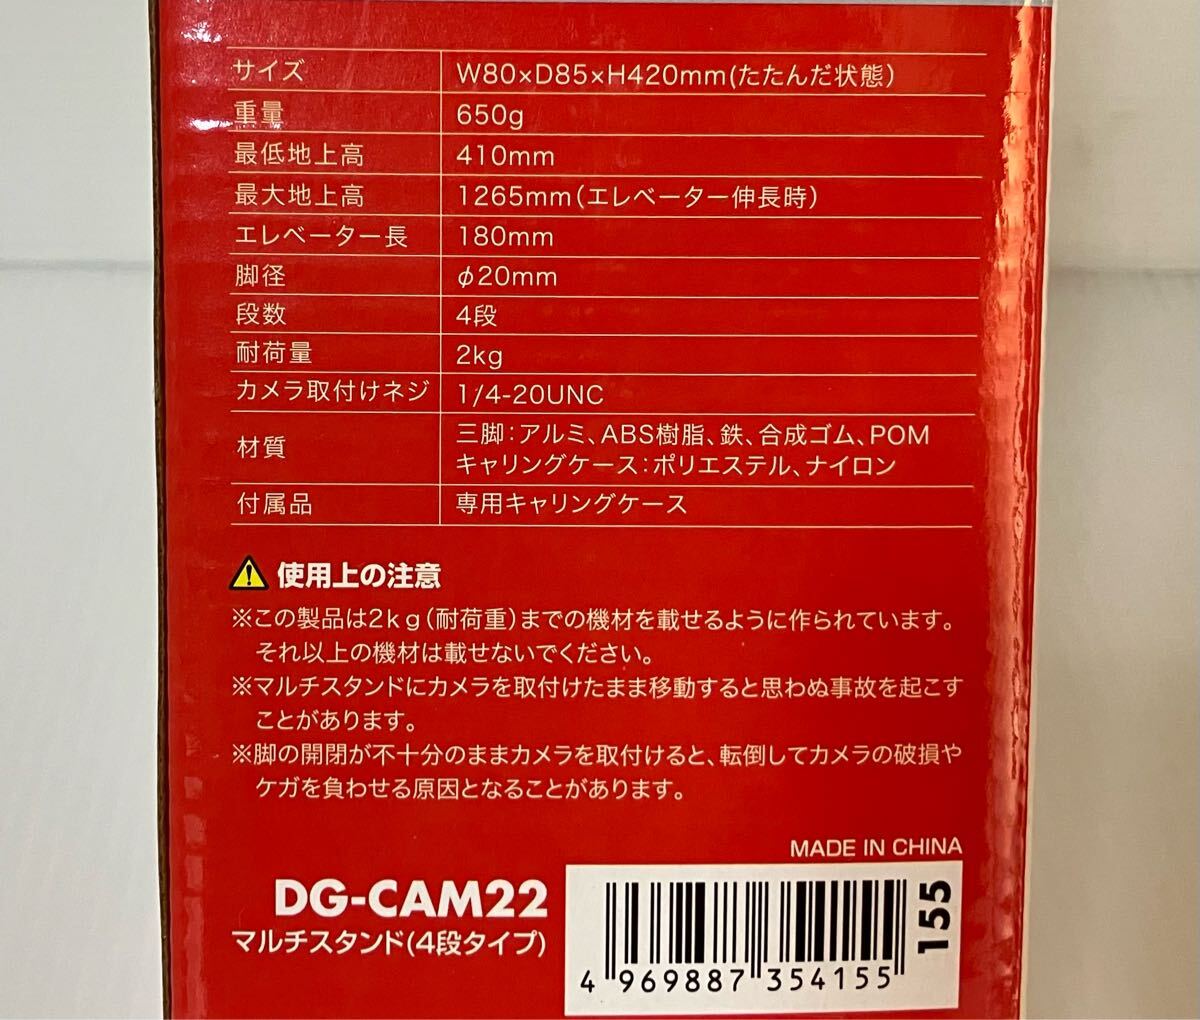 サイズ W80×D85×H420mm(たたんだ状態)
重量 650g
最低地上高 410mm
最大地上高 1265mm(エレベーター伸長時)
エレベーター長 180mm
脚径 φ20mm
段数 4段
耐荷量 2kg
カメラ取付けネジ 1/4-20UNC
材質 三脚:アルミ、ABS樹脂、鉄、合成ゴム、POM
キャリングケース:ポリエステル、ナイロン
付属品 専用キャリングケース
使用上の注意
※この製品は2kg(耐荷重)までの機材を載せるように作られています。
それ以上の機材は載せないでください。
※マルチスタンドにカメラを取付けたまま移動すると思わぬ事故を起こす
ことがあります。
※脚の開閉が不十分のままカメラを取付けると、転倒してカメラの破損や
ケガを負わせる原因となることがあります。
MADE IN CHINA
DG-CAM22
マルチスタンド(4段タイプ)
4 969887 354155
155